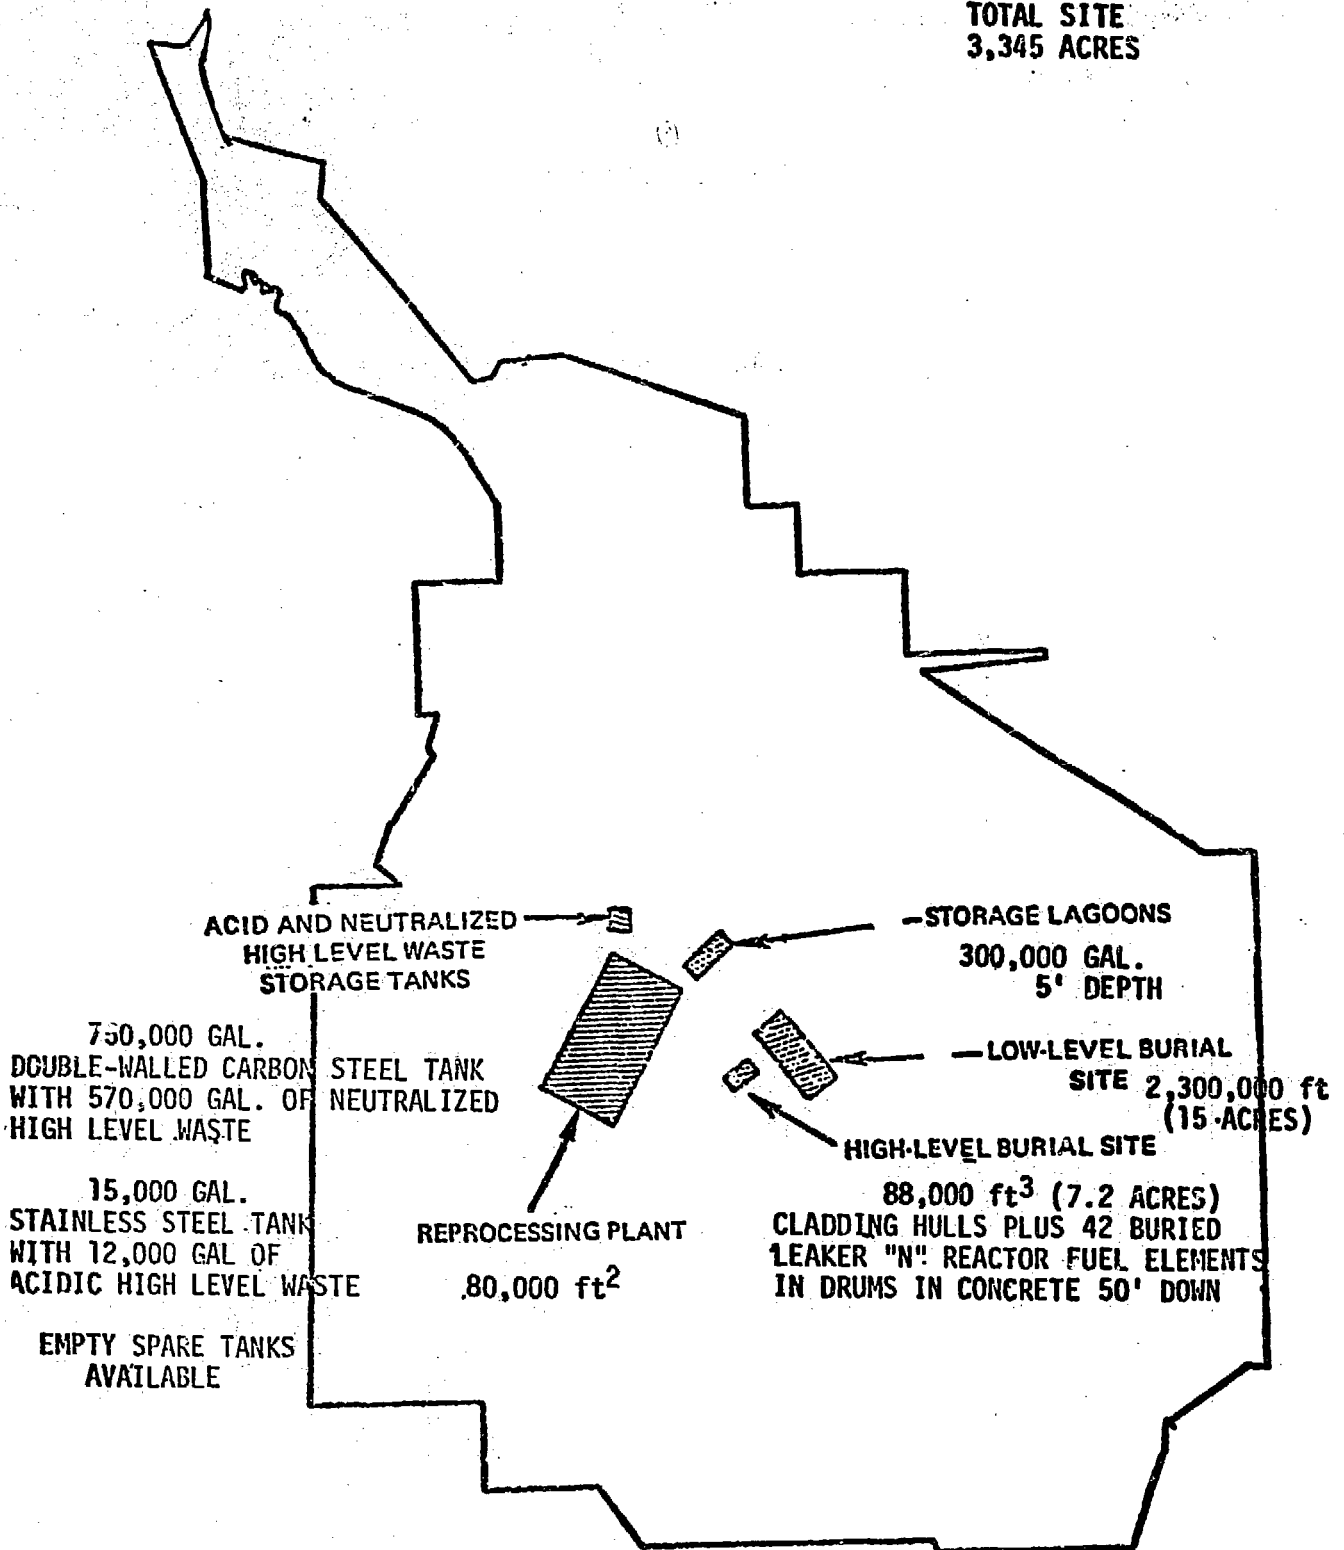 TOTAL SITE
3,345 ACRES
ACID AND NEUTRALIZED
HIGH LEVEL WASTE
STORAGE TANKS
750,000 GAL.
DOUBLE-WALLED CARBON STEEL TANK
WITH 570,000 GAL. OF NEUTRALIZED
HIGH LEVEL WASTE
15,000 GAL.
STAINLESS STEEL TANK
WITH 12,000 GAL OF
ACIDIC HIGH LEVEL WASTE
EMPTY SPARE TANKS
AVAILABLE
REPROCESSING PLANT
80,000 ft²
STORAGE LAGOONS
300,000 GAL.
5' DEPTH
LOW-LEVEL BURIAL
SITE 2,300,000 ft
(15 ACRES)
HIGH-LEVEL BURIAL SITE
88,000 ft³ (7.2 ACRES)
CLADDING HULLS PLUS 42 BURIED
LEAKER "N" REACTOR FUEL ELEMENTS
IN DRUMS IN CONCRETE 50' DOWN